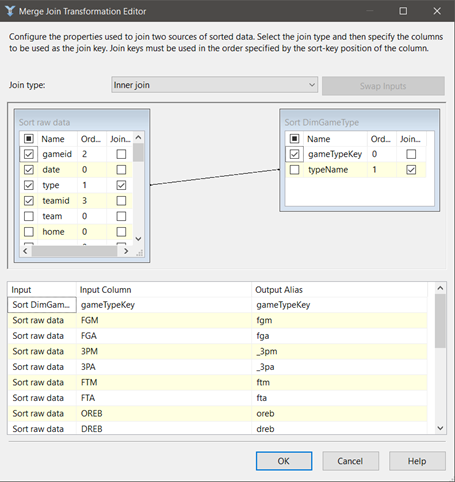 Merge Join Transformation Editor
Configure the properties used to join two sources of sorted data. Select the join type and then specify the columns
to be used as the join key. Join keys must be used in the order specified by the sort-key position of the column.
Join type: Inner join Swap Inputs
Sort raw data
Name Ord... Join...
gameid 2
date 0
type 1
teamid 3
team 0
home 0
Sort DimGameType
Name Ord... Join...
gameTypeKey 0
typeName 1
Input Input Column Output Alias
Sort DimGam... gameTypeKey gameTypeKey
Sort raw data FGM fgm
Sort raw data FGA fga
Sort raw data 3PM _3pm
Sort raw data 3PA _3pa
Sort raw data FTM ftm
Sort raw data FTA fta
Sort raw data OREB oreb
Sort raw data DREB dreb
OK Cancel Help